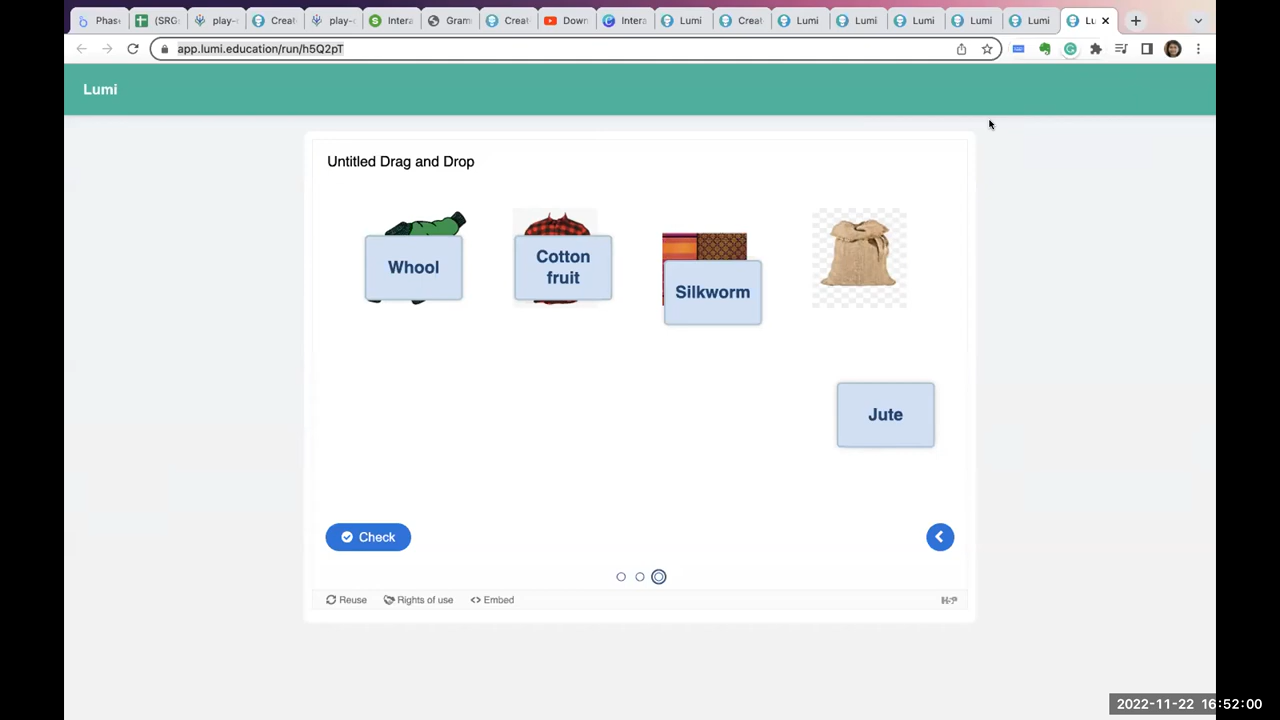 Phase
(SRG
play-
Creat
play-
Intera
Gram
Creat
Down
Intera
Lumi
Creat
Lumi
Lumi
Lumi
Lumi
Lumi
Lu
app.lumi.education/run/h5Q2pT
Lumi
Untitled Drag and Drop
Whool
Cotton
fruit
Silkworm
Jute
Check
Reuse
Rights of use
Embed
H-P
2022-11-22 16:52:00